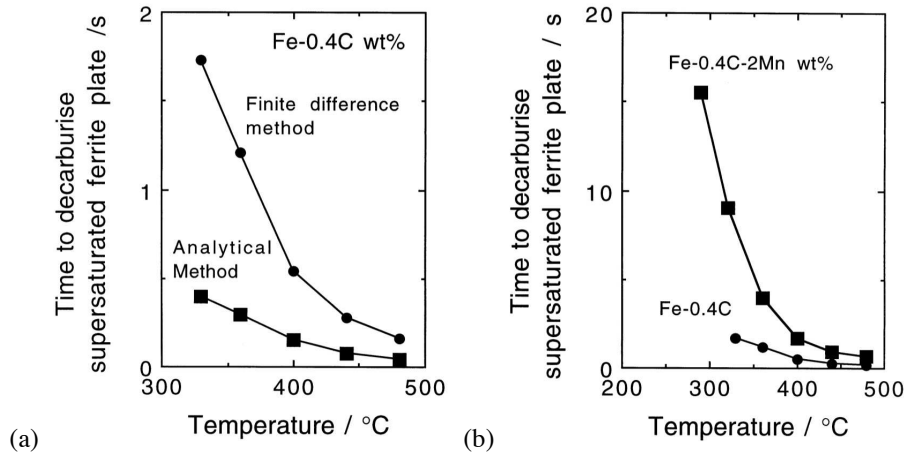 Time to decarburise
supersaturated ferrite plate /s
2
1
0
Fe-0.4C wt%
Finite difference
method
Analytical
Method
300
400
500
Temperature / °C
(a)
Time to decarburise
supersaturated ferrite plate / s
20
10
0
Fe-0.4C-2Mn wt%
Fe-0.4C
200
300
400
500
Temperature / °C
(b)